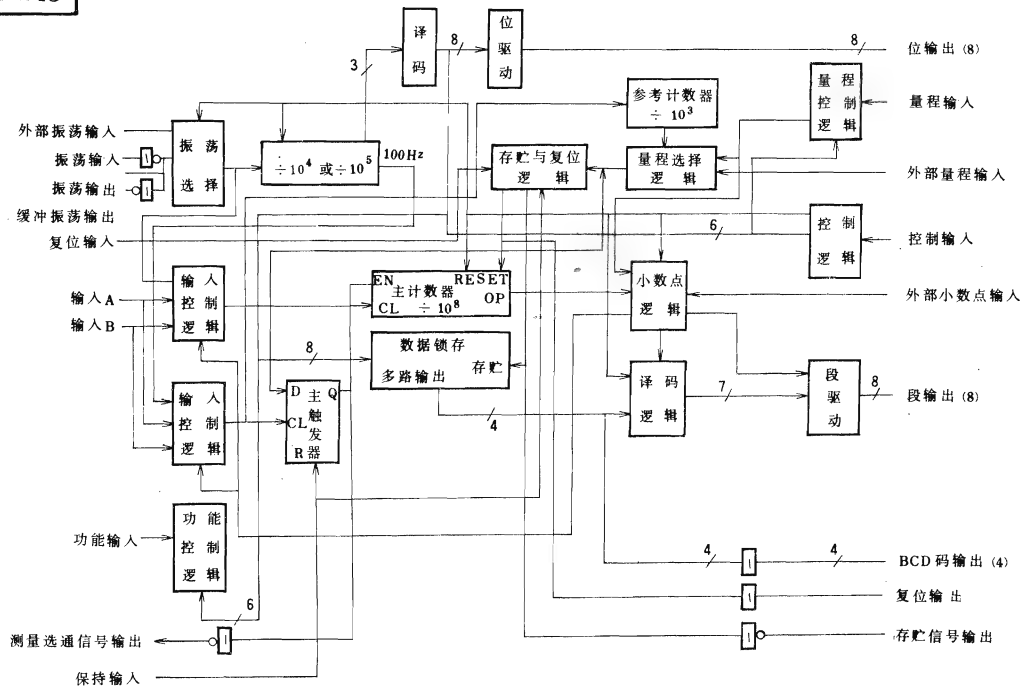 译码
8
位驱动
8
位输出 (8)
3
量程控制逻辑
量程输入
参考计数器
÷ 10³
外部振荡输入
振荡选择
振荡输入
振荡输出
缓冲振荡输出
÷10⁴ 或 ÷10⁵
100Hz
存贮与复位
逻辑
量程选择
逻辑
外部量程输入
复位输入
6
控制逻辑
控制输入
输入控制逻辑
输入 A
输入 B
EN RESET
主计数器 OP
CL ÷ 10⁸
小数点
逻辑
外部小数点输入
8
数据锁存
多路输出 存贮
4
译码逻辑
7
段驱动
8
段输出 (8)
输入控制逻辑
D 主触发器 Q
CL
R
功能输入
功能控制逻辑
6
4
4
BCD 码输出 (4)
复位输出
测量选通信号输出
存贮信号输出
保持输入